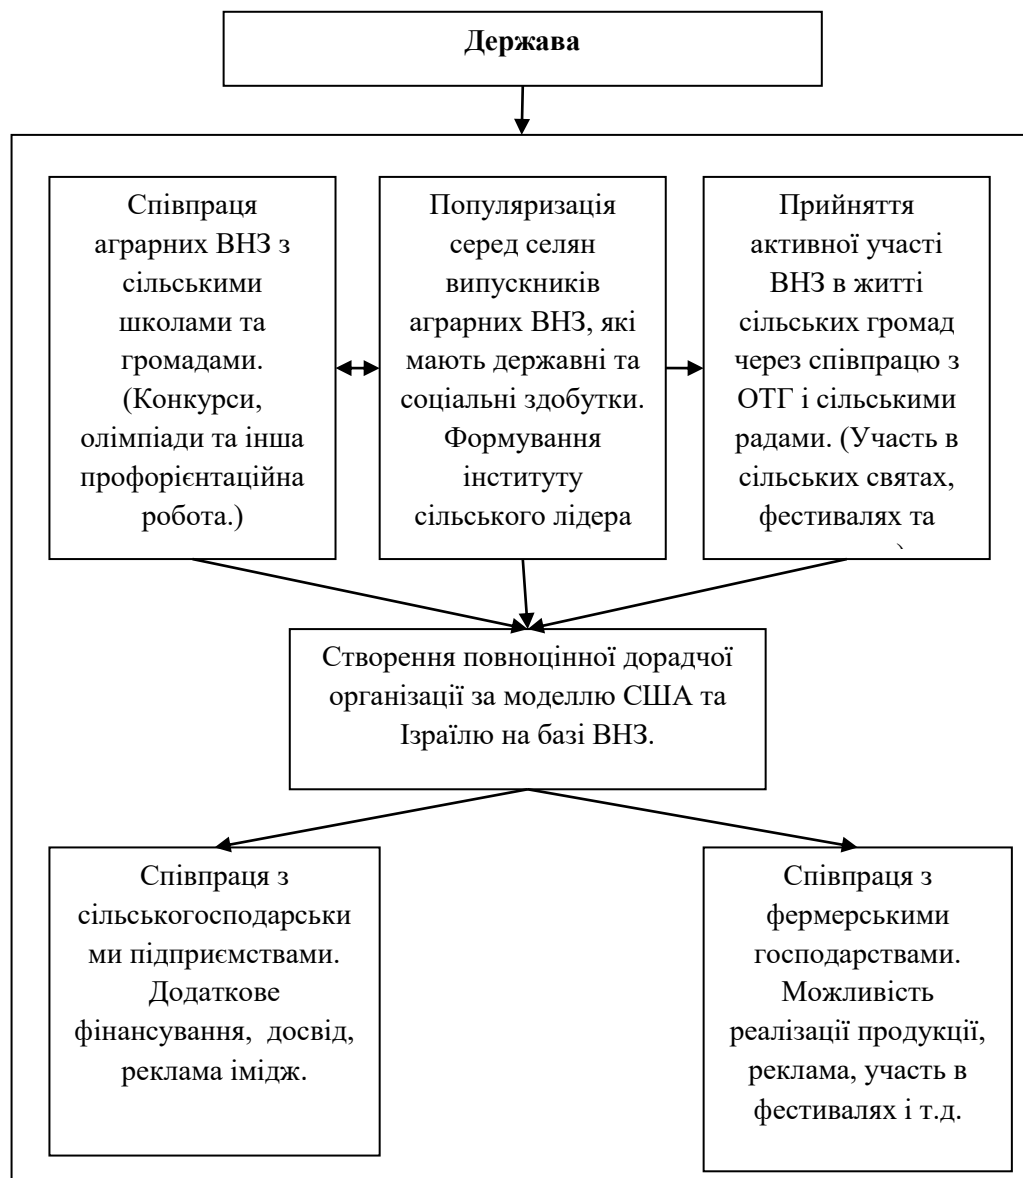 Держава
Співпраця
аграрних ВНЗ з
сільськими
школами та
громадами.
(Конкурси,
олімпіади та інша
профорієнтаційна
робота.)
Популяризація
серед селян
випускників
аграрних ВНЗ, які
мають державні та
соціальні здобутки.
Формування
інституту
сільського лідера
Прийняття
активної участі
ВНЗ в житті
сільських громад
через співпрацю з
ОТГ і сільськими
радами. (Участь в
сільських святах,
фестивалях та
Створення повноцінної дорадчої
організації за моделлю США та
Ізраїлю на базі ВНЗ.
Співпраця з
сільськогосподарськи
ми підприємствами.
Додаткове
фінансування,  досвід,
реклама імідж.
Співпраця з
фермерськими
господарствами.
Можливість
реалізації продукції,
реклама, участь в
фестивалях і т.д.